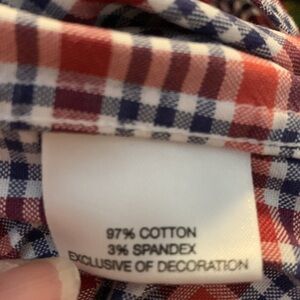 97% COTTON
3% SPANDEX
EXCLUSIVE OF DECORATION